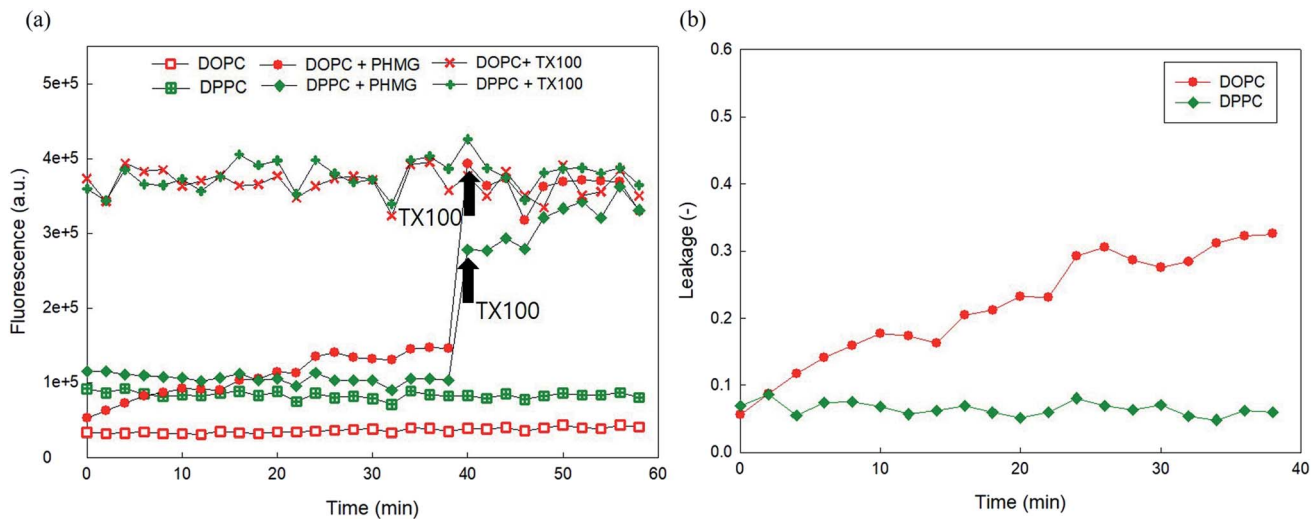 (a)
DOPC
DOPC + PHMG
DOPC+ TX100
DPPC
DPPC + PHMG
DPPC + TX100
5e+5
4e+5
3e+5
2e+5
1e+5
0
Fluorescence (a.u.)
TX100
TX100
0
10
20
30
40
50
60
Time (min)
(b)
DOPC
DPPC
0.6
0.5
0.4
0.3
0.2
0.1
0.0
Leakage (-)
0
10
20
30
40
Time (min)